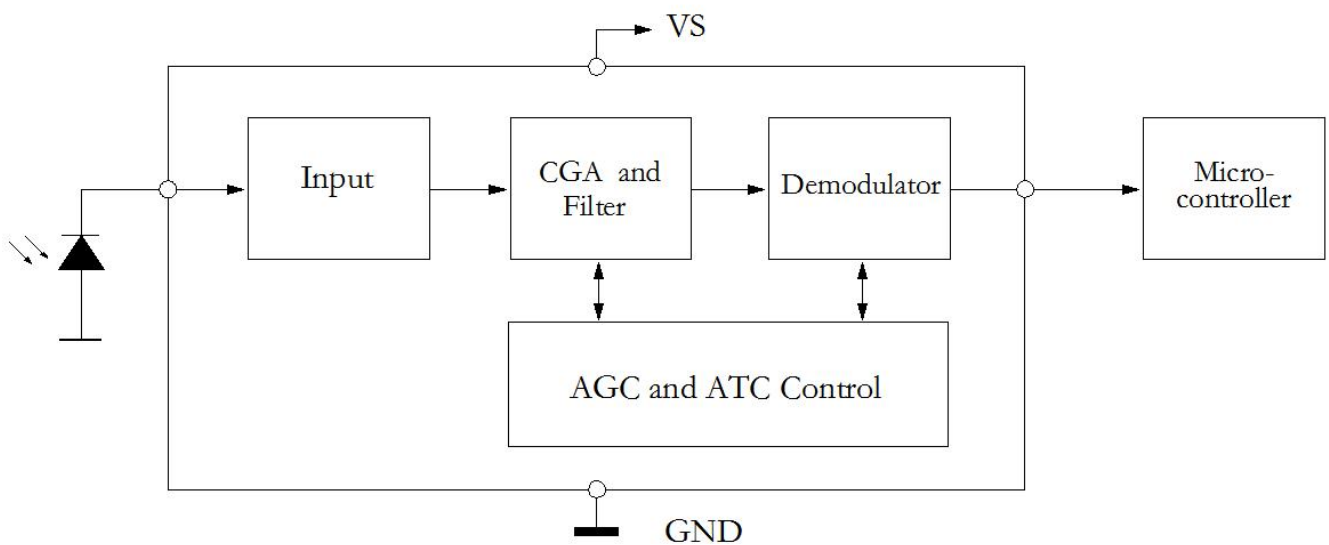 VS
Input
CGA and
Filter
Demodulator
Micro-
controller
AGC and ATC Control
GND